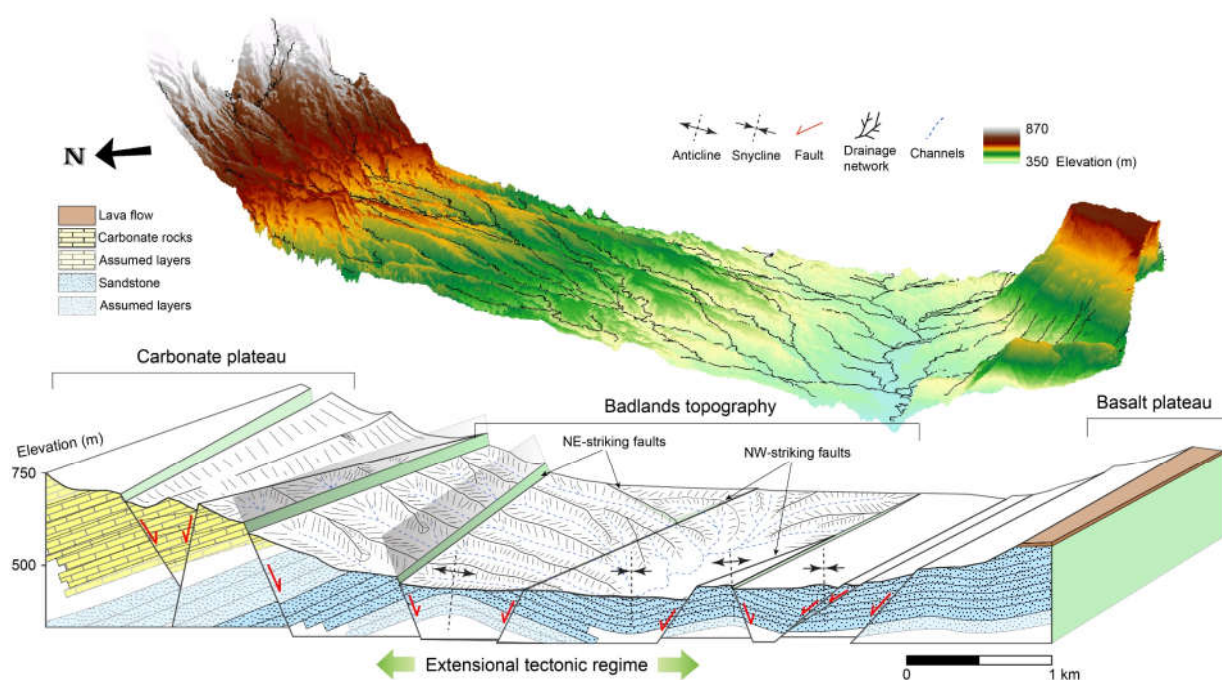 N
Anticline
Snycline
Fault
Drainage
network
Channels
870
350
Elevation (m)
Lava flow
Carbonate rocks
Assumed layers
Sandstone
Assumed layers
Carbonate plateau
Badlands topography
Basalt plateau
Elevation (m)
NE-striking faults
NW-striking faults
750
500
Extensional tectonic regime
0
1 km